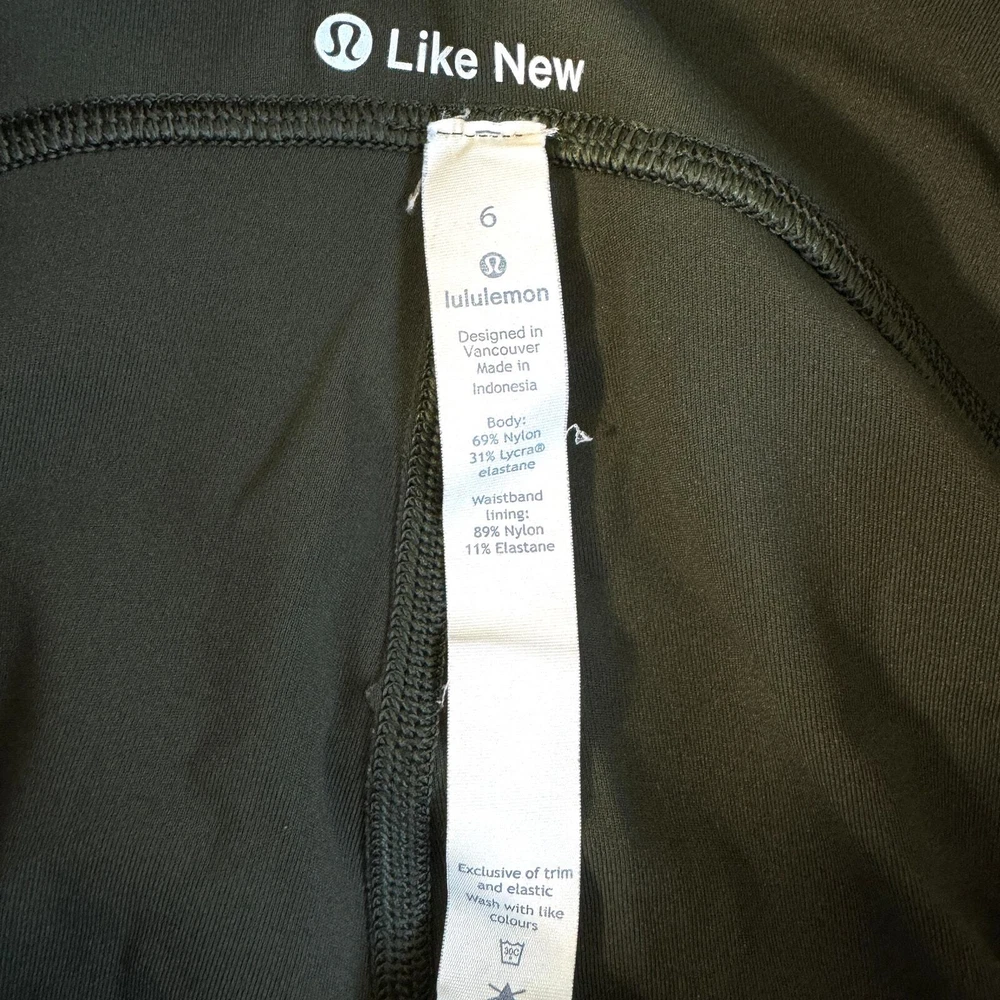 Like New
6
lululemon
Designed in
Vancouver
Made in
Indonesia
Body:
69% Nylon
31% Lycra®
elastane
Waistband
lining:
89% Nylon
11% Elastane
Exclusive of trim
and elastic
Wash with like
colours
30C